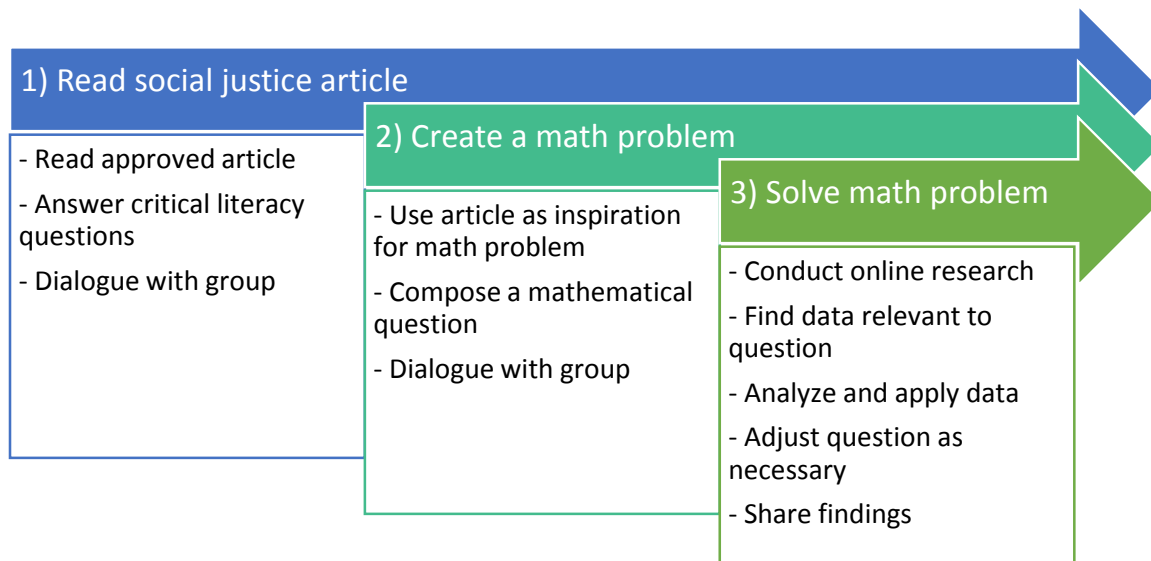 1) Read social justice article
- Read approved article
- Answer critical literacy
questions
- Dialogue with group
2) Create a math problem
- Use article as inspiration
for math problem
- Compose a mathematical
question
- Dialogue with group
3) Solve math problem
- Conduct online research
- Find data relevant to
question
- Analyze and apply data
- Adjust question as
necessary
- Share findings